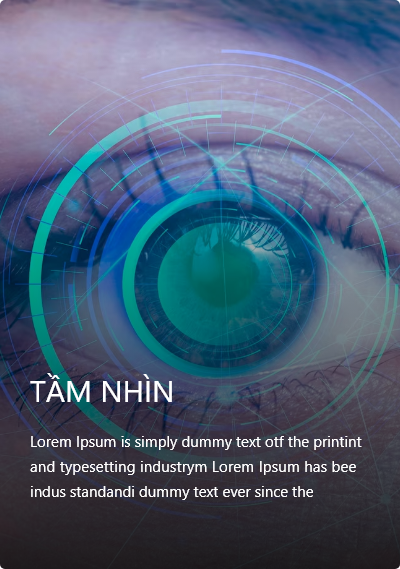 TẦM NHÌN
Lorem Ipsum is simply dummy text otf the printint
and typesetting industrym Lorem Ipsum has bee
indus standandi dummy text ever since the